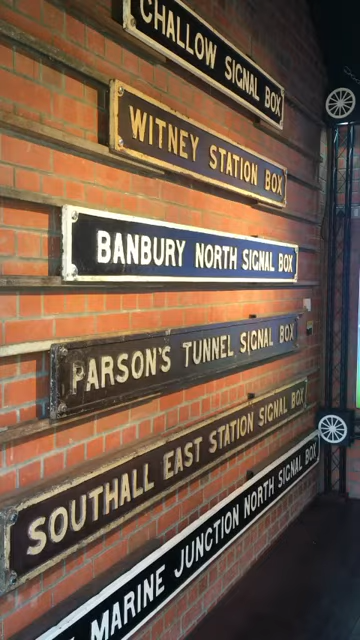 CHALLOW SIGNAL BOX
WITNEY STATION BOX
BANBURY NORTH SIGNAL BOX
PARSON'S TUNNEL SIGNAL BOX
SOUTHALL EAST STATION SIGNAL BOX
MARINE JUNCTION NORTH SIGNAL BOX